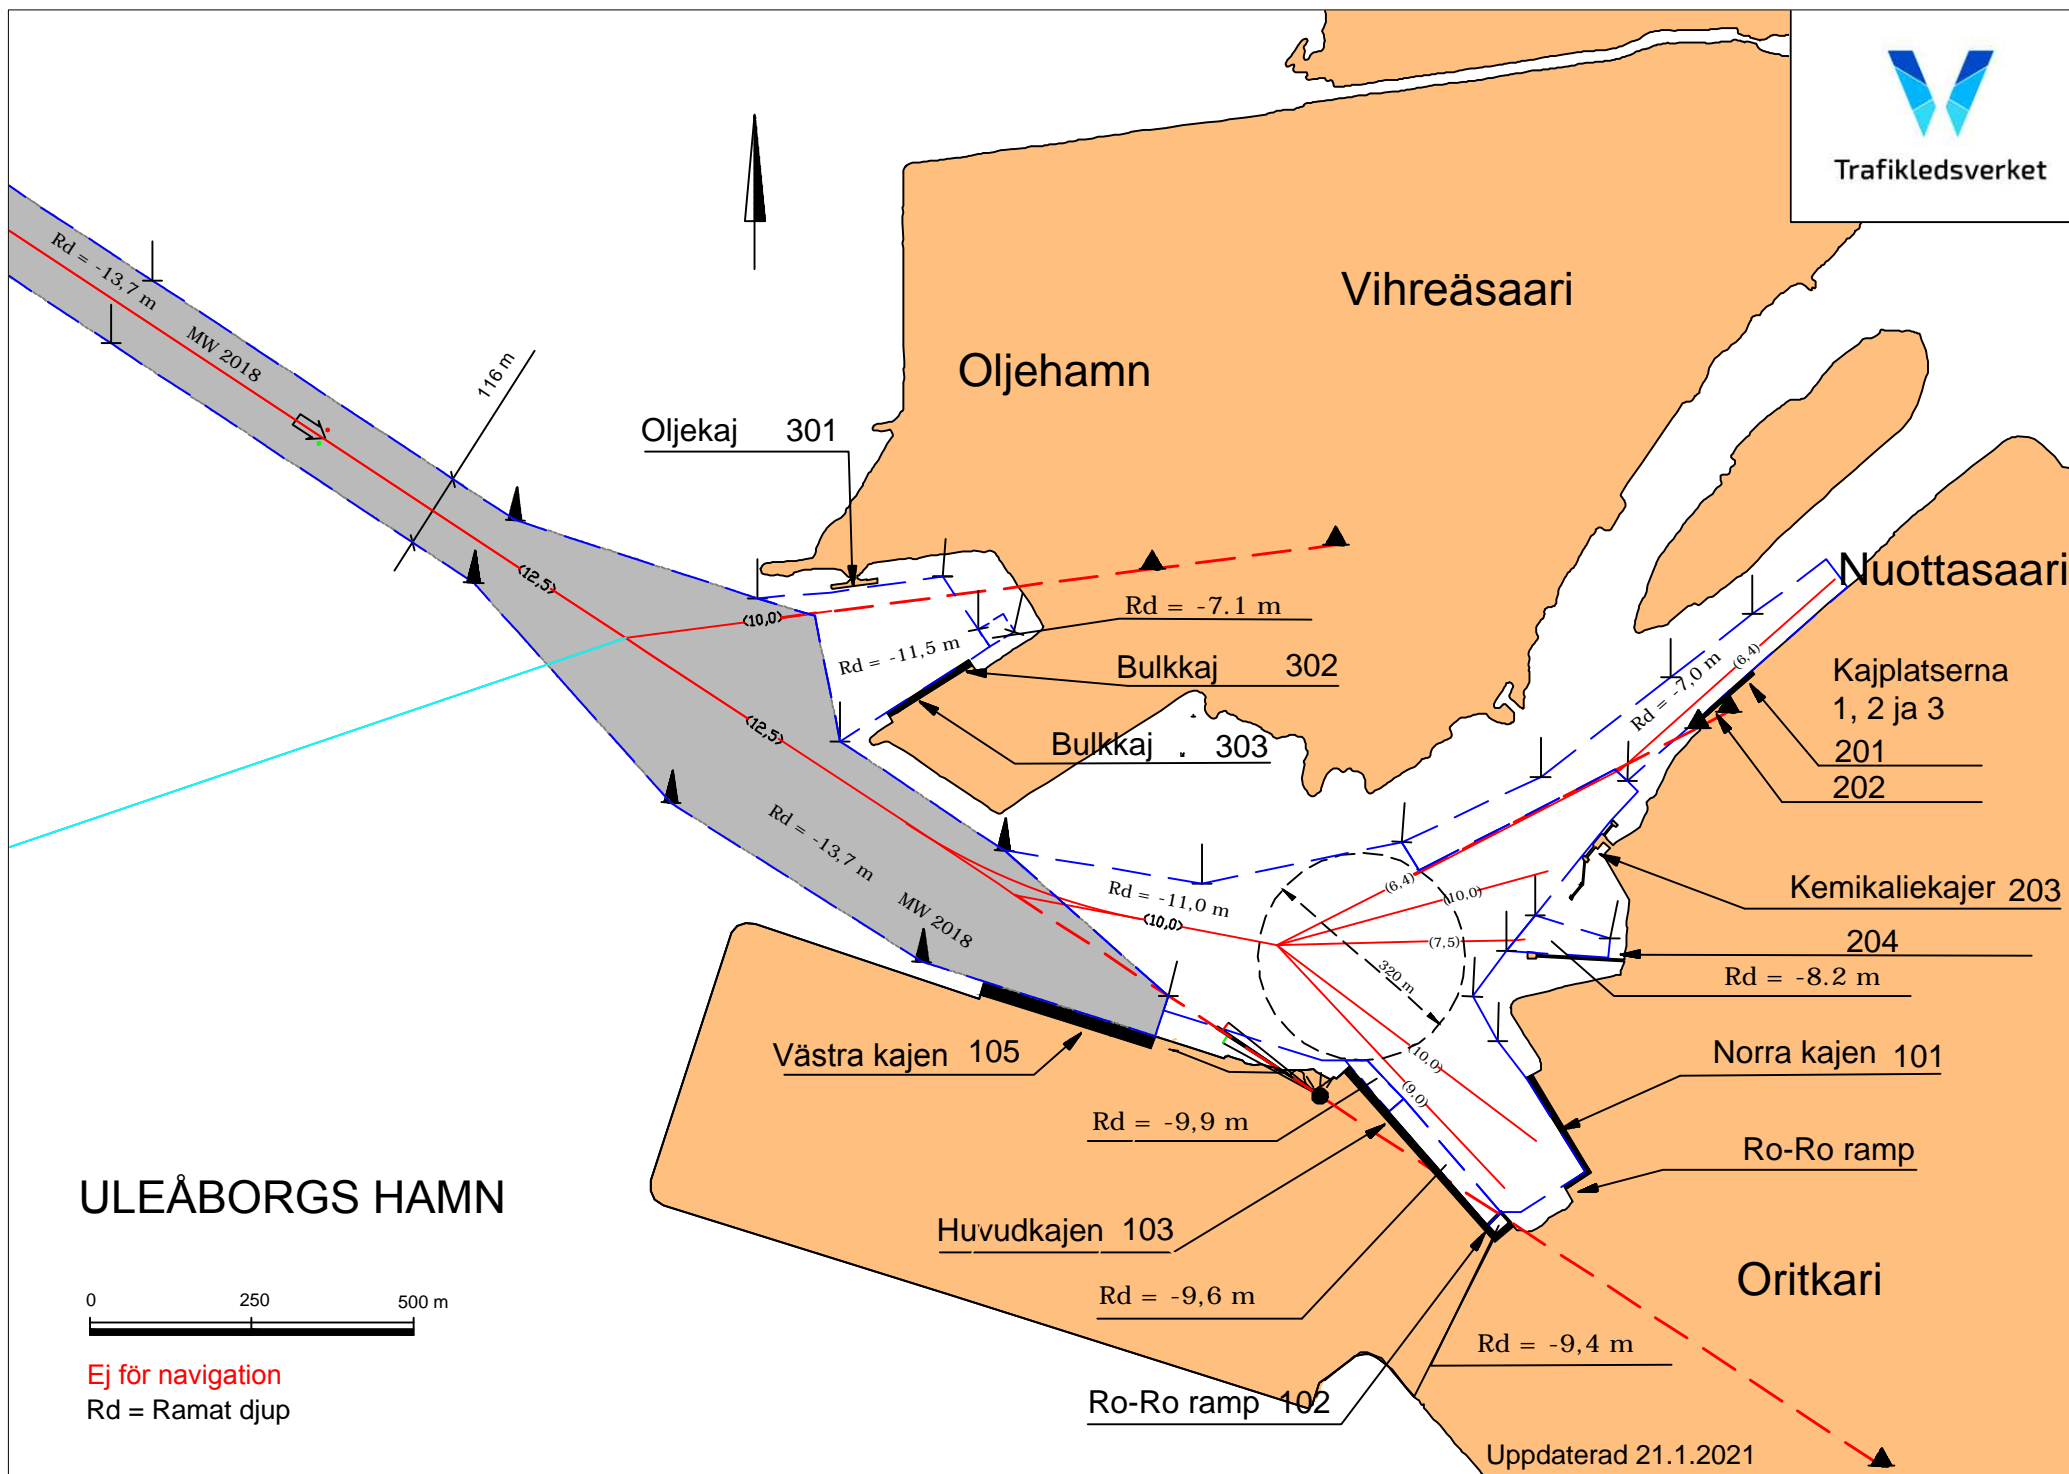 Trafikledsverket
Rd = -13,7 m
MW 2018
116 m
Vihreäsaari
Oljehamn
Oljekaj 301
Nuottasaari
(12,5)
(10,0)
Rd = -7.1 m
Rd = -11,5 m
Bulkkaj 302
Bulkkaj . 303
(12,5)
Rd = -7,0 m
(6,4)
Kajplatserna
1, 2 ja 3
201
202
Rd = -13,7 m
MW 2018
Rd = -11,0 m
(10,0)
(6,4)
(10,0)
(7,5)
320 m
(10,0)
(9,0)
Kemikaliekajer 203
204
Rd = -8.2 m
Västra kajen 105
Norra kajen 101
Rd = -9,9 m
Ro-Ro ramp
Huvudkajen 103
Rd = -9,6 m
Oritkari
Rd = -9,4 m
Ro-Ro ramp 102
ULEÅBORGS HAMN
0 250 500 m
Ej för navigation
Rd = Ramat djup
Uppdaterad 21.1.2021